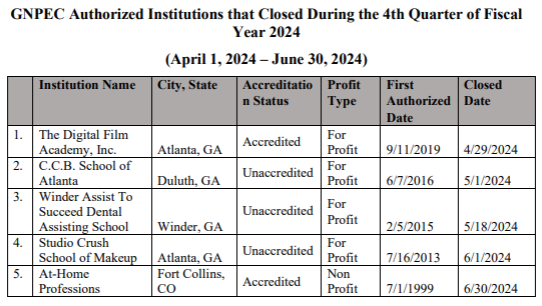 GNPEC Authorized Institutions that Closed During the 4th Quarter of Fiscal
Year 2024
(April 1, 2024 – June 30, 2024)
Institution Name City, State Accreditatio Profit First Closed
n Status Type Authorized Date
Date
1. The Digital Film For
Academy, Inc. Atlanta, GA Accredited Profit 9/11/2019 4/29/2024
2. C.C.B. School of For
Atlanta Duluth, GA Unaccredited Profit 6/7/2016 5/1/2024
3. Winder Assist To
Succeed Dental Unaccredited For
Assisting School Winder, GA Profit 2/5/2015 5/18/2024
4. Studio Crush For
School of Makeup Atlanta, GA Unaccredited Profit 7/16/2013 6/1/2024
5. At-Home Fort Collins, Non
Professions CO Accredited Profit 7/1/1999 6/30/2024